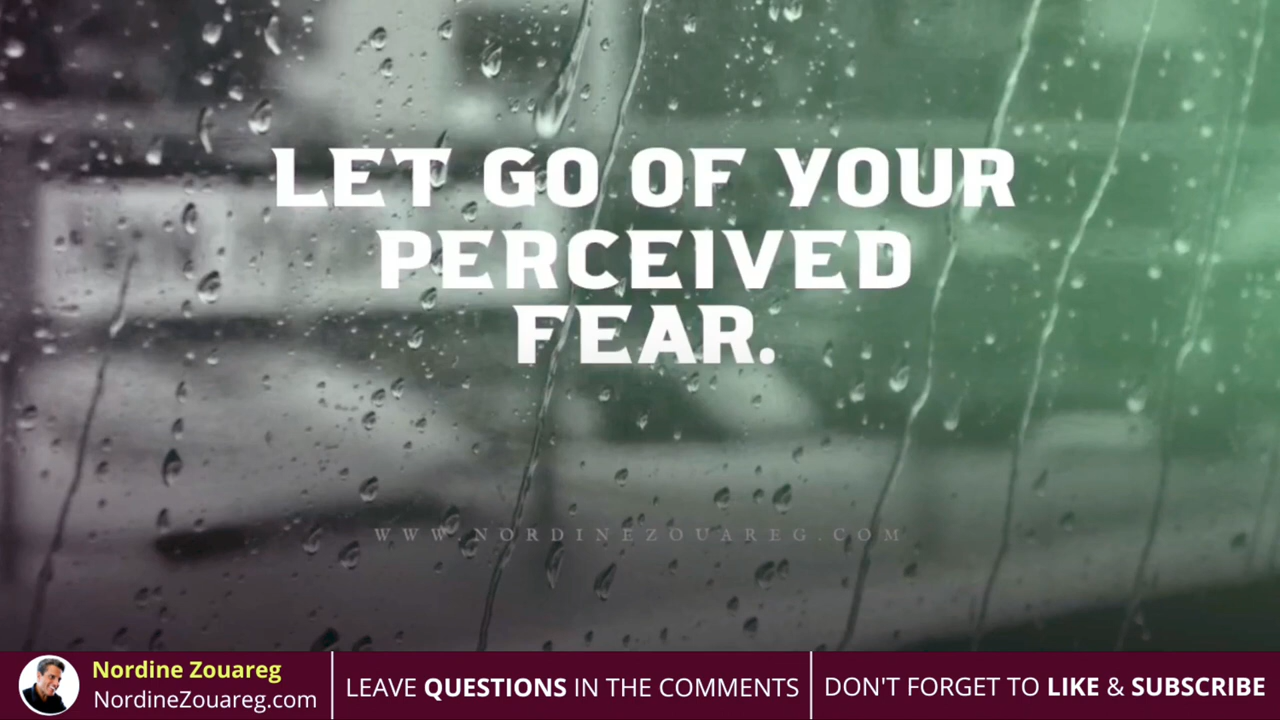 LET GO OF YOUR
PERCEIVED
FEAR.
WWW.NORDINEZOUAREG.COM
Nordine Zouareg
NordineZouareg.com
LEAVE QUESTIONS IN THE COMMENTS
DON'T FORGET TO LIKE & SUBSCRIBE